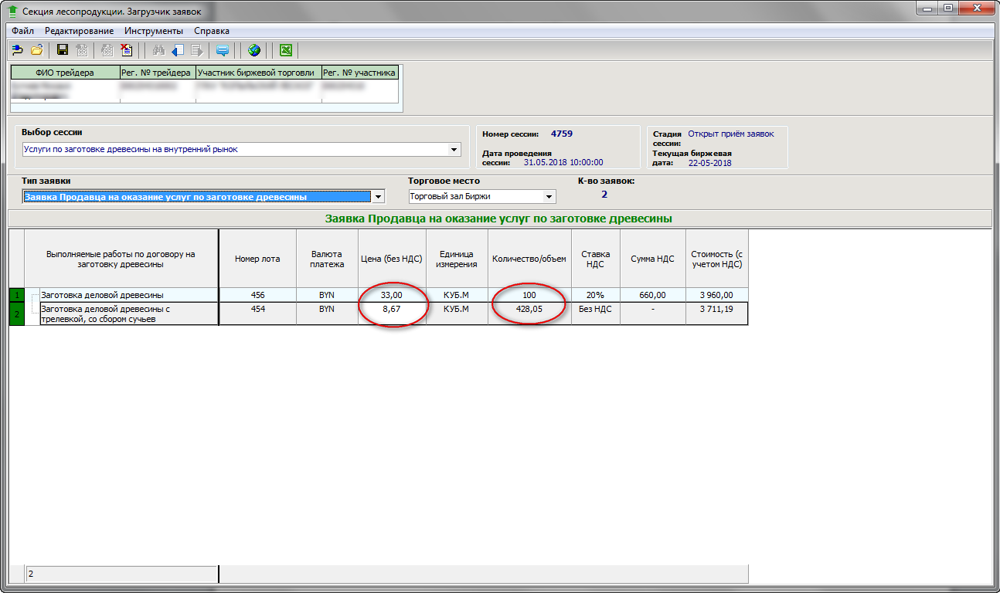 Секция лесопродукции. Загрузчик заявок
Файл Редактирование Инструменты Справка
ФИО трейдера Рег. № трейдера Участник биржевой торговли Рег. № участника
Выбор сессии
Услуги по заготовке древесины на внутренний рынок
Номер сессии: 4759
Дата проведения
сессии: 31.05.2018 10:00:00
Стадия Открыт приём заявок
сессии:
Текущая биржевая
дата: 22-05-2018
Тип заявки Торговое место К-во заявок:
Заявка Продавца на оказание услуг по заготовке древесины Торговый зал Биржи 2
Заявка Продавца на оказание услуг по заготовке древесины
Выполняемые работы по договору на
заготовку древесины
Номер лота
Валюта
платежа
Цена (без НДС)
Единица
измерения
Количество/объем
Ставка
НДС
Сумма НДС
Стоимость (с
учетом НДС)
1 Заготовка деловой древесины 456 BYN 33,00 КУБ.М 100 20% 660,00 3 960,00
2 Заготовка деловой древесины с 454 BYN 8,67 КУБ.М 428,05 Без НДС - 3 711,19
трелевкой, со сбором сучьев
2